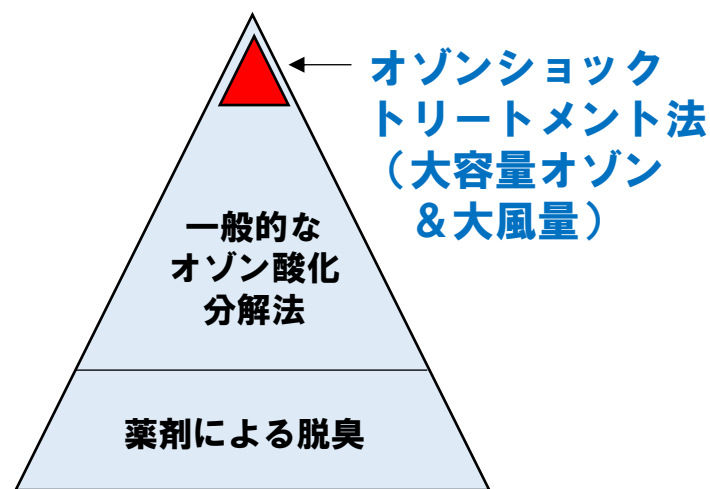 オゾンショック
トリートメント法
（大容量オゾン
＆大風量）
一般的な
オゾン酸化
分解法
薬剤による脱臭